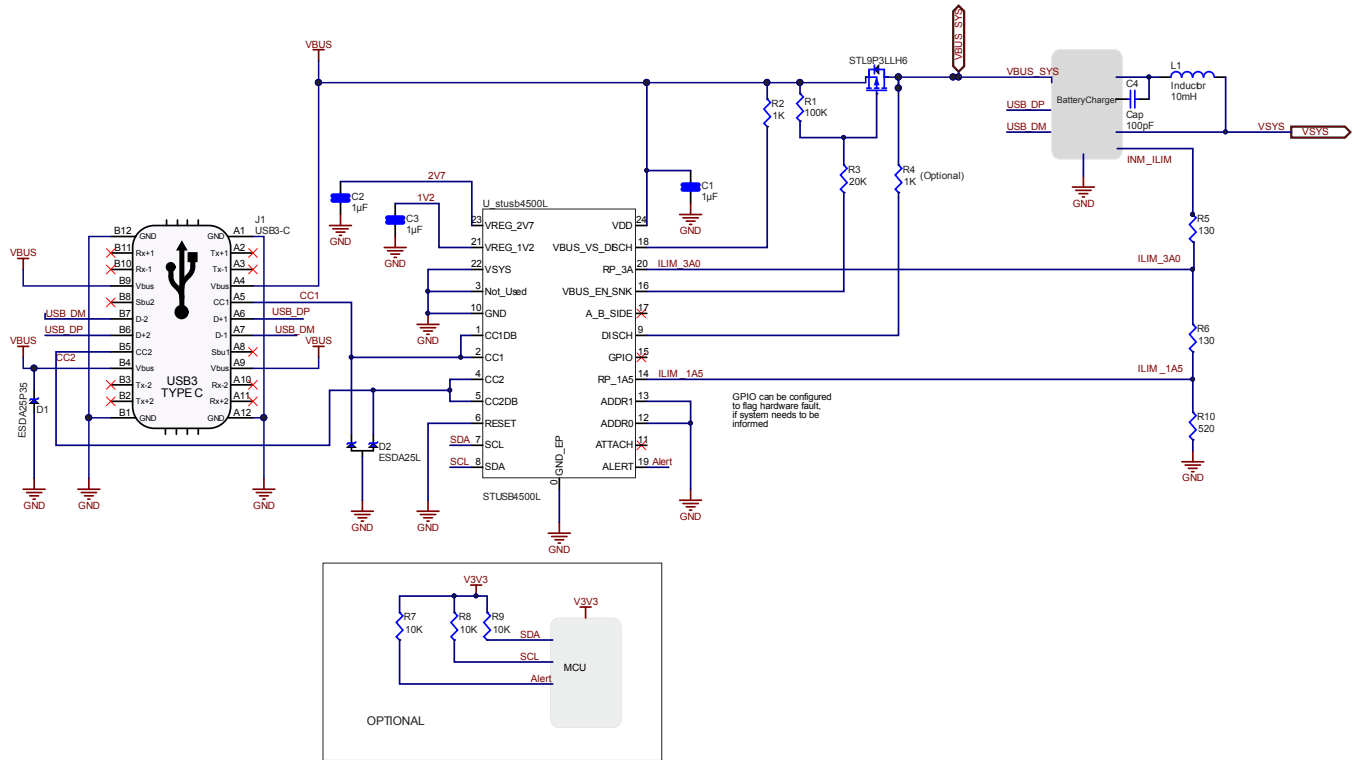 VBUS
VBUS_SYS
STL9P3LLH6
VBUS_SYS
USB_DP
USB_DM
BatteryCharger
C4
Cap
100pF
L1
Inductor
10mH
VSYS
VSYS
INM_ILIM
GND
R2
1K
R1
100K
R3
20K
R4
1K
(Optional)
R5
130
ILIM_3A0
R6
130
ILIM_1A5
R10
520
GND
2V7
C2
1µF
GND
1V2
C3
1µF
GND
C1
1µF
GND
U_stusb4500L
23 VREG_2V7
21 VREG_1V2
22 VSYS
3 Not_Used
10 GND
1 CC1DB
2 CC1
4 CC2
5 CC2DB
6 RESET
SDA 7 SCL
SCL 8 SDA
VDD 24
VBUS_VS_DISCH 18
RP_3A 20 ILIM_3A0
VBUS_EN_SNK 16
A_B_SIDE 17
DISCH 9
GPIO 15
RP_1A5 14 ILIM_1A5
ADDR1 13
ADDR0 12
ATTACH 11
ALERT 19 Alert
GND_EP
0
STUSB4500L
GND
GND
GND
GND
GPIO can be configured
to flag hardware fault,
if system needs to be
informed
J1
USB3-C
B12 GND
B11 Rx+1
B10 Rx-1
B9 Vbus
B8 Sbu2
B7 D-2
B6 D+2
B5 CC2
B4 Vbus
B3 Tx-2
B2 Tx+2
B1 GND
GND A1
Tx+1 A2
Tx-1 A3
Vbus A4
CC1 A5
D+1 A6
D-1 A7
Sbu1 A8
Vbus A9
Rx-2 A10
Rx+2 A11
GND A12
USB3
TYPE C
VBUS
USB_DM
USB_DP
VBUS
CC2
CC1
USB_DP
USB_DM
VBUS
ESDA25P35
D1
D2
ESDA25L
GND
GND
GND
GND
V3V3
R7
10K
R8
10K
R9
10K
V3V3
SDA
SCL
Alert
MCU
OPTIONAL